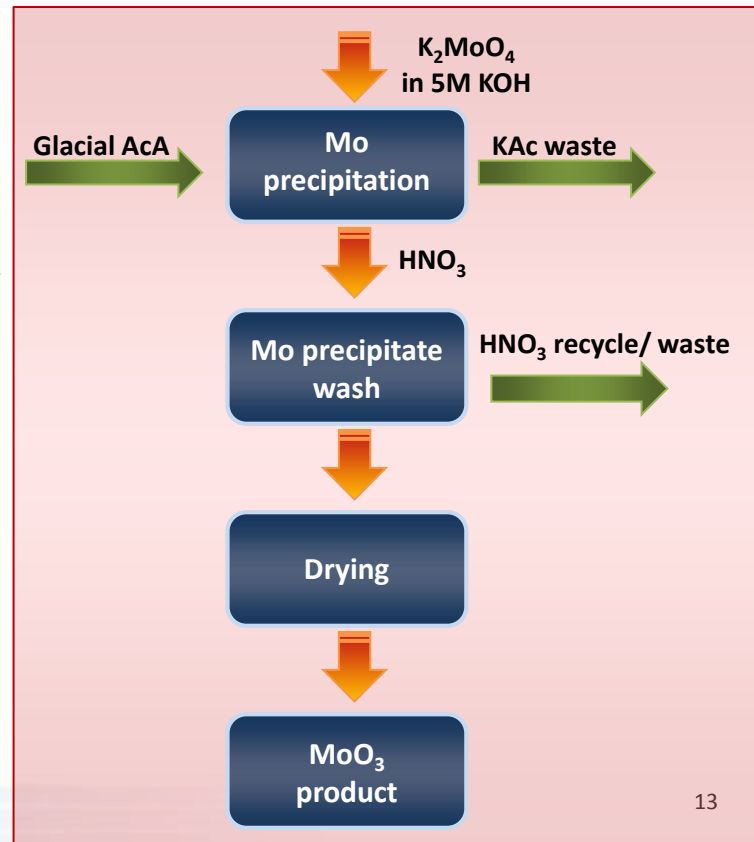 K₂MoO₄
in 5M KOH
Glacial AcA
Mo
precipitation
KAc waste
HNO₃
Mo precipitate
wash
HNO₃ recycle/ waste
Drying
MoO₃
product
13